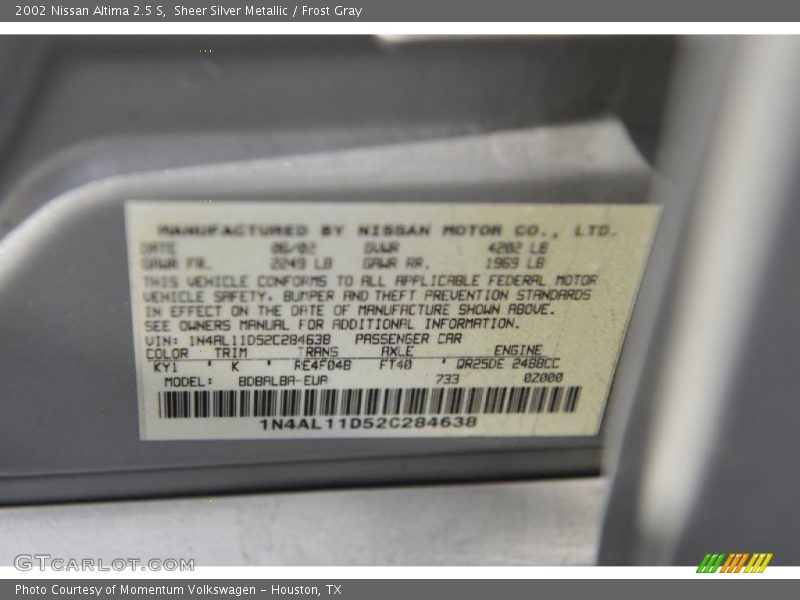 2002 Nissan Altima 2.5 S,  Sheer Silver Metallic / Frost Gray
MANUFACTURED BY NISSAN MOTOR CO., LTD.
DATE 06/02 GVWR 4202 LB
GAWR FR. 2249 LB GAWR RR. 1969 LB
THIS VEHICLE CONFORMS TO ALL APPLICABLE FEDERAL MOTOR
VEHICLE SAFETY, BUMPER AND THEFT PREVENTION STANDARDS
IN EFFECT ON THE DATE OF MANUFACTURE SHOWN ABOVE.
SEE OWNERS MANUAL FOR ADDITIONAL INFORMATION.
VIN: 1N4AL11D52C284638 PASSENGER CAR
COLOR TRIM TRANS AXLE ENGINE
KY1 ' K ' RE4F04B FT40 ' QR25DE 2488CC
MODEL: BDBALBA-EUA 733 0Z000
1N4AL11D52C284638
GTcarlot.com
Photo Courtesy of Momentum Volkswagen - Houston, TX